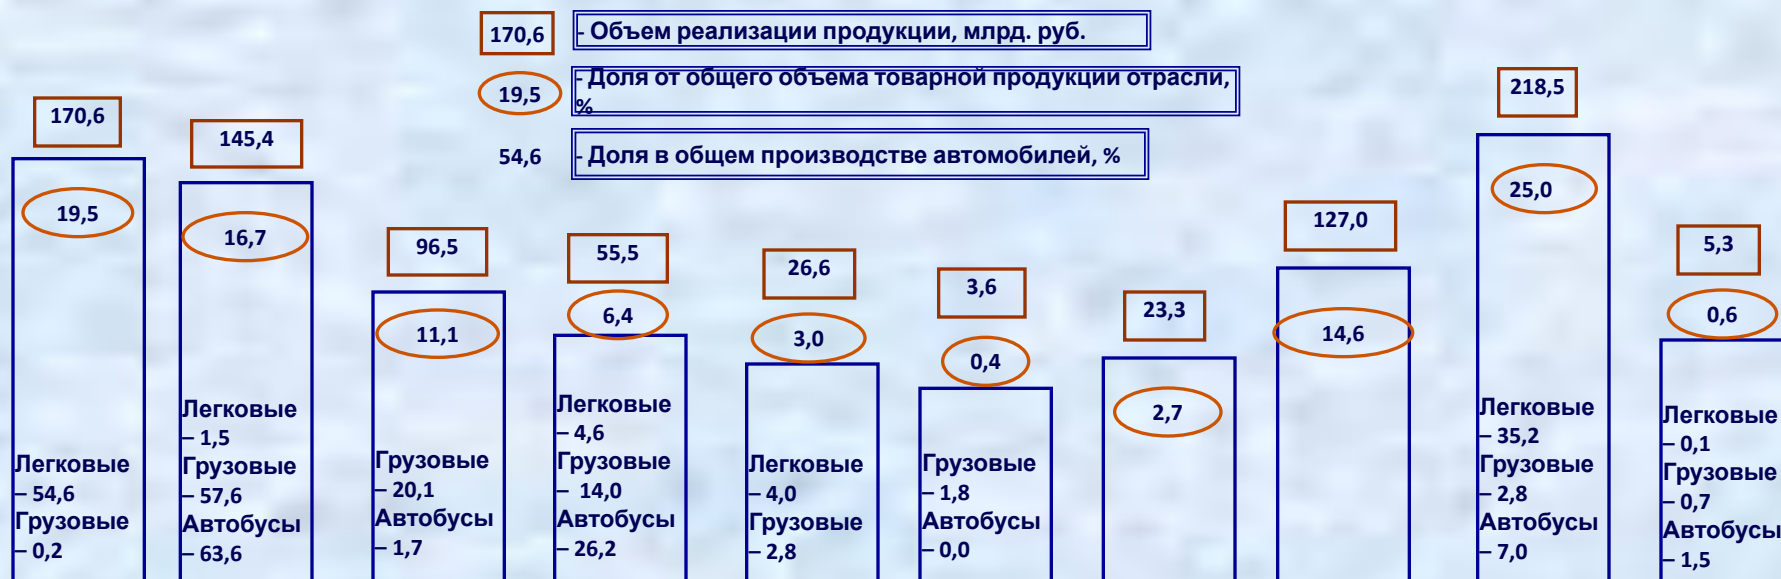 170,6
- Объем реализации продукции, млрд. руб.
19,5
- Доля от общего объема товарной продукции отрасли,
%
54,6
- Доля в общем производстве автомобилей, %
170,6
19,5
Легковые
– 54,6
Грузовые
– 0,2
145,4
16,7
Легковые
– 1,5
Грузовые
– 57,6
Автобусы
– 63,6
96,5
11,1
Грузовые
– 20,1
Автобусы
– 1,7
55,5
6,4
Легковые
– 4,6
Грузовые
– 14,0
Автобусы
– 26,2
26,6
3,0
Легковые
– 4,0
Грузовые
– 2,8
3,6
0,4
Грузовые
– 1,8
Автобусы
– 0,0
23,3
2,7
127,0
14,6
218,5
25,0
Легковые
– 35,2
Грузовые
– 2,8
Автобусы
– 7,0
5,3
0,6
Легковые
– 0,1
Грузовые
– 0,7
Автобусы
– 1,5